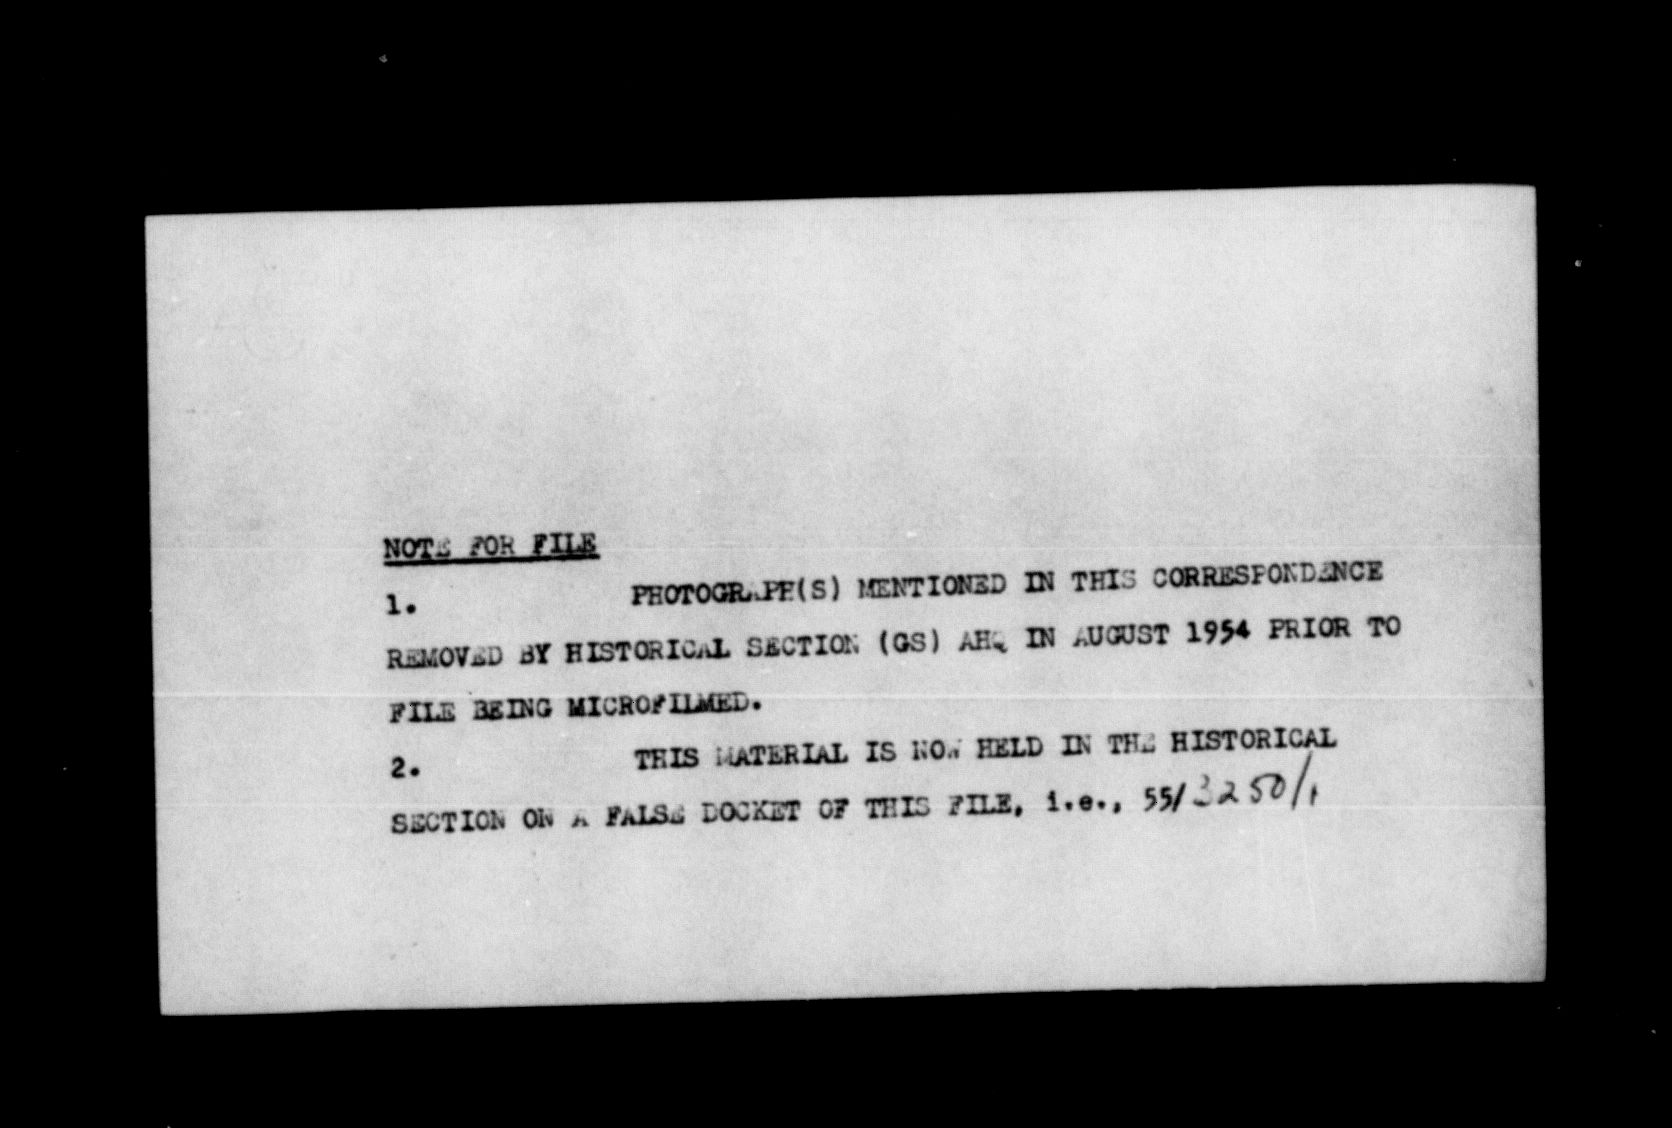 NOTE FOR FILE
1. PHOTOGRAPH(S) MENTIONED IN THIS CORRESPONDENCE
REMOVED BY HISTORICAL SECTION (GS) AHQ IN AUGUST 1954 PRIOR TO
FILE BEING MICROFILMED.
2. THIS MATERIAL IS NOW HELD IN THE HISTORICAL
SECTION ON A FALSE DOCKET OF THIS FILE, i.e., 55/3250/1